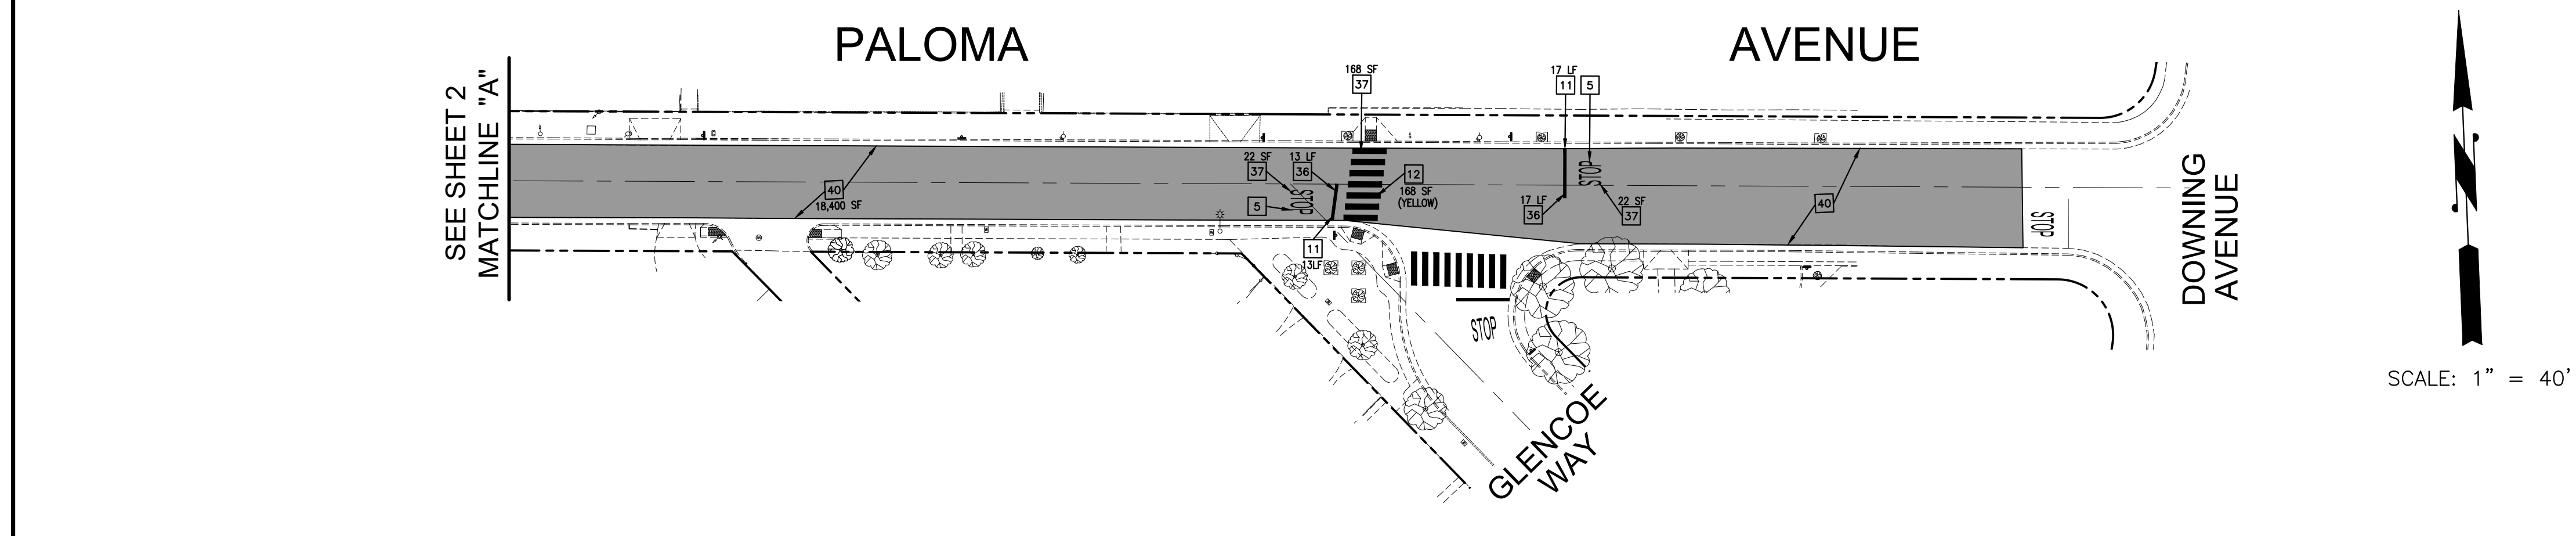 PALOMA AVENUE
SEE SHEET 2
MATCHLINE "A"
168 SF
37
17 LF
11 5
22 SF
37
13 LF
36
STOP
5
12
168 SF
(YELLOW)
40
18,400 SF
11
13LF
STOP
17 LF
36
22 SF
37
40
STOP
STOP
DOWNING
AVENUE
GLENCOE
WAY
SCALE: 1" = 40'